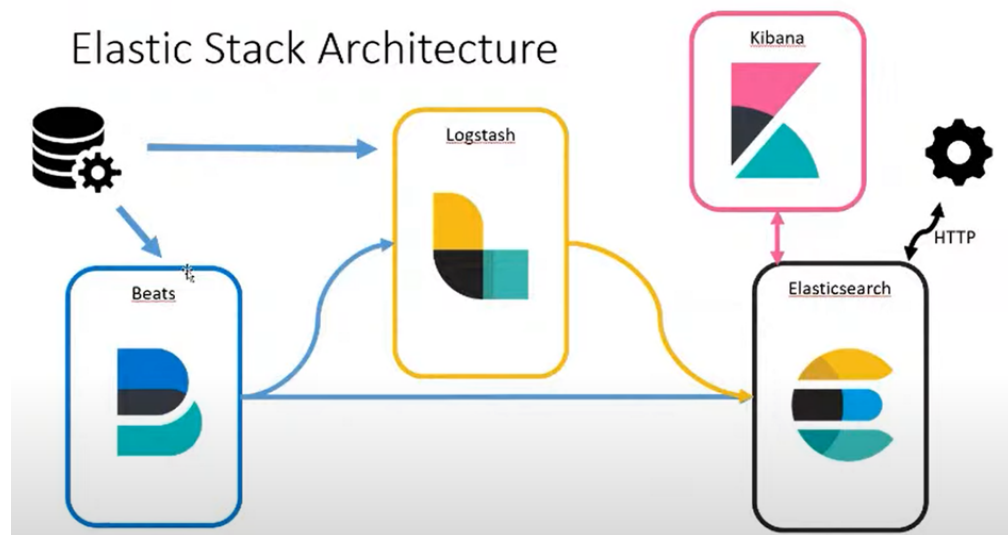 Elastic Stack Architecture
Kibana
Logstash
HTTP
Beats
Elasticsearch